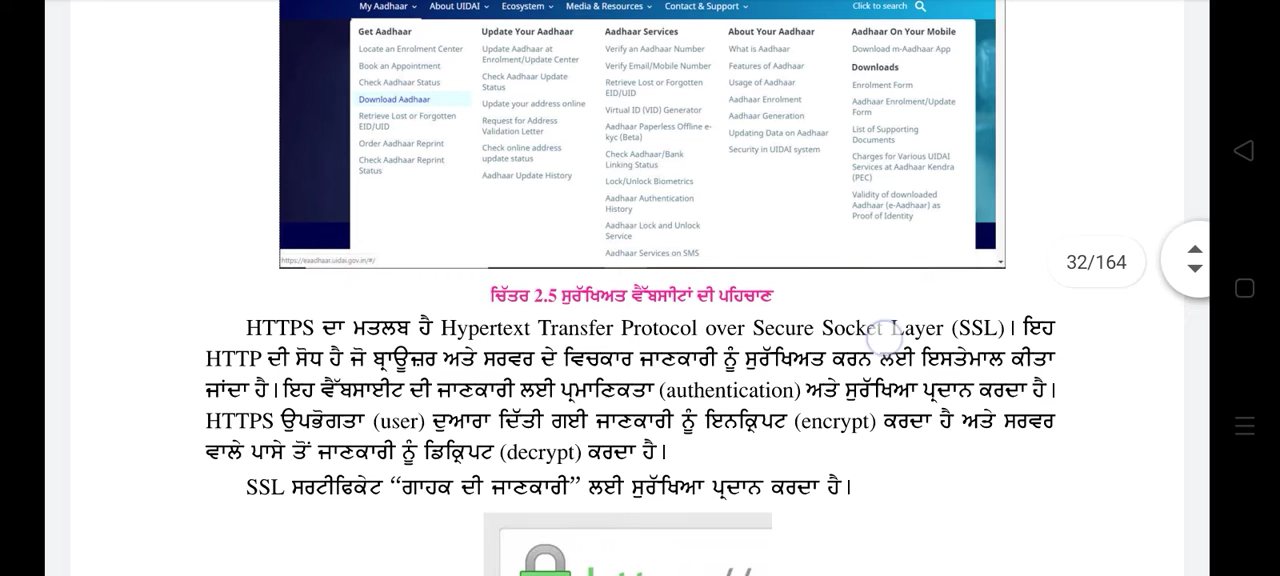 My Aadhaar About UIDAI Ecosystem Media & Resources Contact & Support Click to search
Get Aadhaar
Locate an Enrolment Center
Book an Appointment
Check Aadhaar Status
Download Aadhaar
Retrieve Lost or Forgotten
EID/UID
Order Aadhaar Reprint
Check Aadhaar Reprint
Status
Update Your Aadhaar
Update Aadhaar at
Enrolment/Update Center
Check Aadhaar Update
Status
Update your address online
Request for Address
Validation Letter
Check online address
update status
Aadhaar Update History
Aadhaar Services
Verify an Aadhaar Number
Verify Email/Mobile Number
Retrieve Lost or Forgotten
EID/UID
Virtual ID (VID) Generator
Aadhaar Paperless Offline e-
kyc (Beta)
Check Aadhaar/Bank
Linking Status
Lock/Unlock Biometrics
Aadhaar Authentication
History
Aadhaar Lock and Unlock
Service
Aadhaar Services on SMS
About Your Aadhaar
What is Aadhaar
Features of Aadhaar
Usage of Aadhaar
Aadhaar Enrolment
Aadhaar Generation
Updating Data on Aadhaar
Security in UIDAI system
Aadhaar On Your Mobile
Download m-Aadhaar App
Downloads
Enrolment Form
Aadhaar Enrolment/Update
Form
List of Supporting
Documents
Charges for Various UIDAI
Services at Aadhaar Kendra
(PEC)
Validity of downloaded
Aadhaar (e-Aadhaar) as
Proof of Identity
https://eaadhaar.uidai.gov.in/#/
32/164
ਚਿੱਤਰ 2.5 ਸੁਰੱਖਿਅਤ ਵੈੱਬਸਾਈਟਾਂ ਦੀ ਪਹਿਚਾਣ
HTTPS ਦਾ ਮਤਲਬ ਹੈ Hypertext Transfer Protocol over Secure Socket Layer (SSL)। ਇਹ
HTTP ਦੀ ਸੋਧ ਹੈ ਜੋ ਬ੍ਰਾਊਜ਼ਰ ਅਤੇ ਸਰਵਰ ਦੇ ਵਿਚਕਾਰ ਜਾਣਕਾਰੀ ਨੂੰ ਸੁਰੱਖਿਅਤ ਕਰਨ ਲਈ ਇਸਤੇਮਾਲ ਕੀਤਾ
ਜਾਂਦਾ ਹੈ। ਇਹ ਵੈੱਬਸਾਈਟ ਦੀ ਜਾਣਕਾਰੀ ਲਈ ਪ੍ਰਮਾਣਿਕਤਾ (authentication) ਅਤੇ ਸੁਰੱਖਿਆ ਪ੍ਰਦਾਨ ਕਰਦਾ ਹੈ।
HTTPS ਉਪਭੋਗਤਾ (user) ਦੁਆਰਾ ਦਿੱਤੀ ਗਈ ਜਾਣਕਾਰੀ ਨੂੰ ਇਨਕ੍ਰਿਪਟ (encrypt) ਕਰਦਾ ਹੈ ਅਤੇ ਸਰਵਰ
ਵਾਲੇ ਪਾਸੇ ਤੋਂ ਜਾਣਕਾਰੀ ਨੂੰ ਡਿਕ੍ਰਿਪਟ (decrypt) ਕਰਦਾ ਹੈ।
SSL ਸਰਟੀਫਿਕੇਟ “ਗਾਹਕ ਦੀ ਜਾਣਕਾਰੀ” ਲਈ ਸੁਰੱਖਿਆ ਪ੍ਰਦਾਨ ਕਰਦਾ ਹੈ।